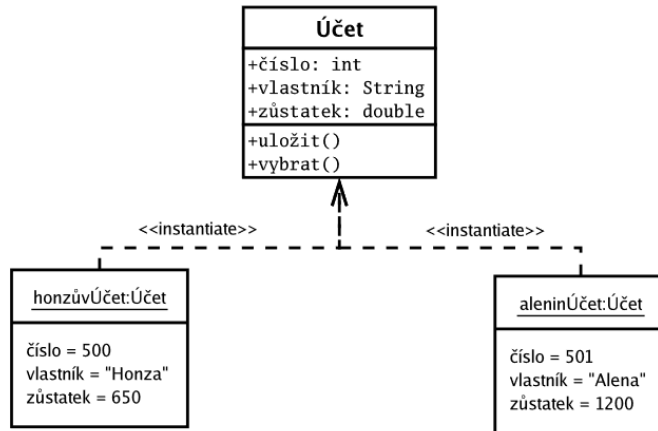 Účet
+číslo: int
+vlastník: String
+zůstatek: double
+uložit()
+vybrat()
<<instantiate>>
<<instantiate>>
honzůvÚčet:Účet
číslo = 500
vlastník = "Honza"
zůstatek = 650
aleninÚčet:Účet
číslo = 501
vlastník = "Alena"
zůstatek = 1200